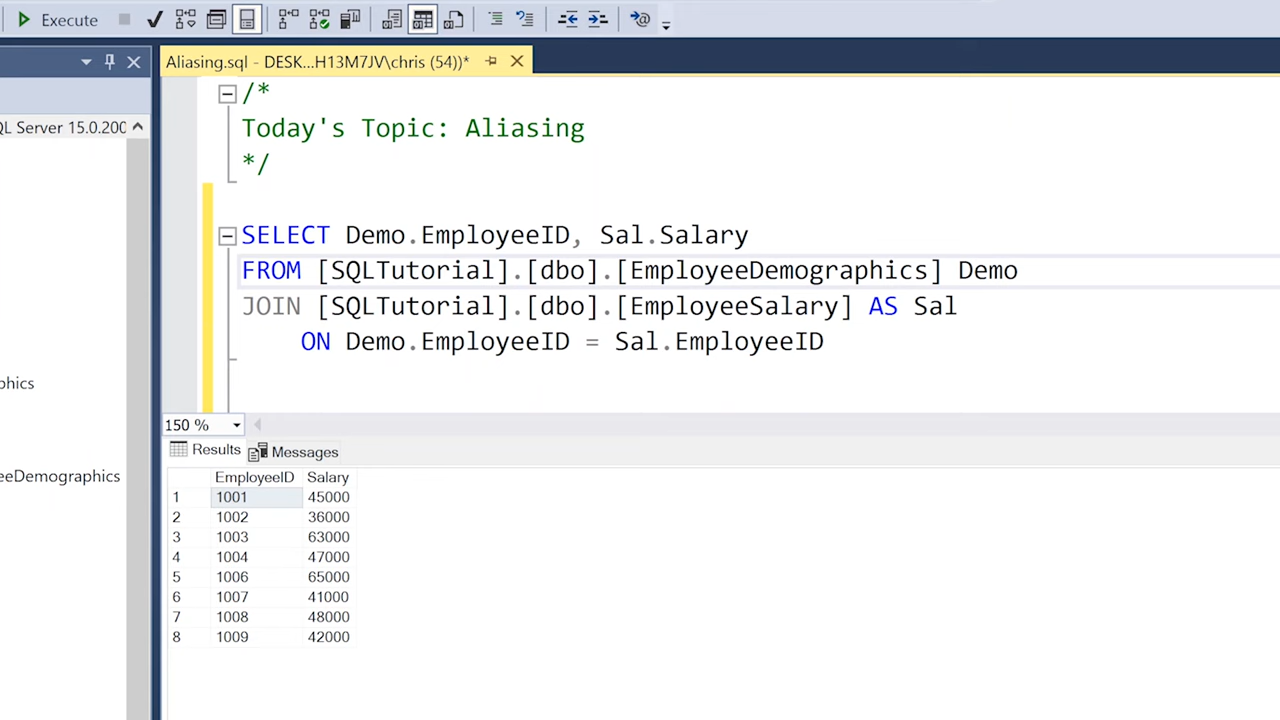 Execute
Aliasing.sql - DESK...H13M7JV\chris (54))*
QL Server 15.0.200
/*
Today's Topic: Aliasing
*/
SELECT Demo.EmployeeID, Sal.Salary
FROM [SQLTutorial].[dbo].[EmployeeDemographics] Demo
JOIN [SQLTutorial].[dbo].[EmployeeSalary] AS Sal
ON Demo.EmployeeID = Sal.EmployeeID
phics
eeDemographics
150 %
Results Messages
EmployeeID Salary
1 1001 45000
2 1002 36000
3 1003 63000
4 1004 47000
5 1006 65000
6 1007 41000
7 1008 48000
8 1009 42000